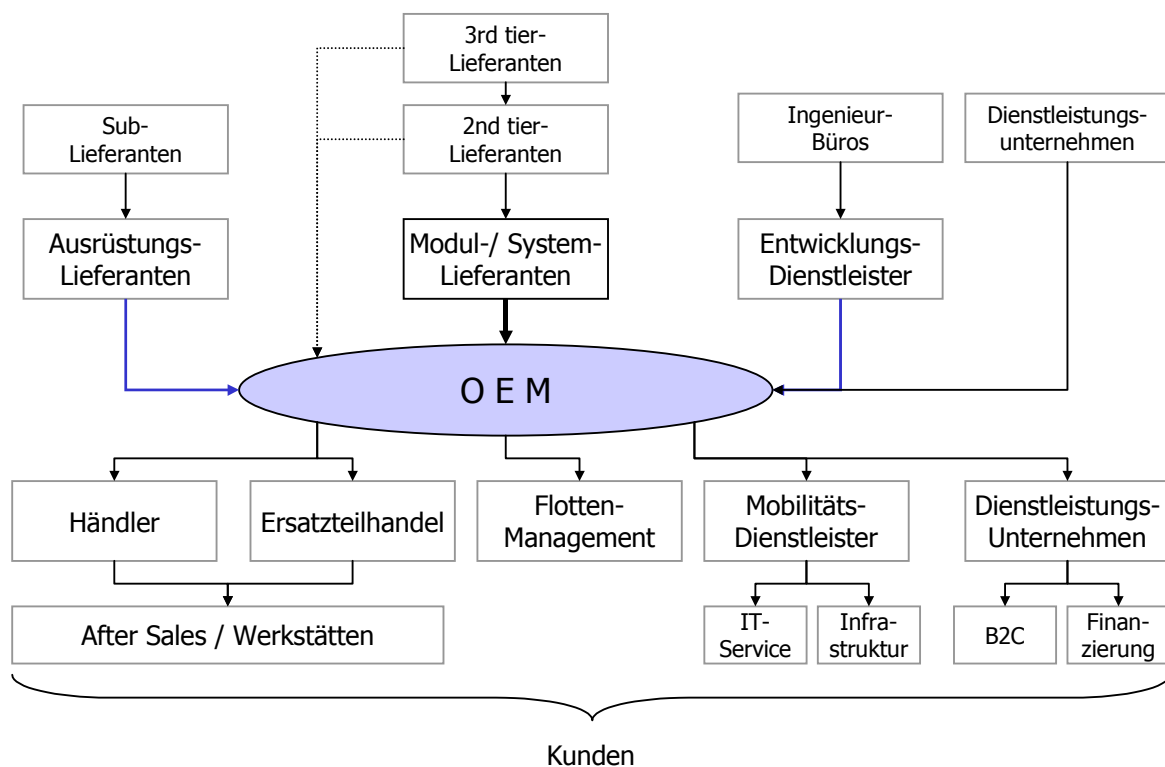 3rd tier-
Lieferanten
Sub-
Lieferanten
2nd tier-
Lieferanten
Ingenieur-
Büros
Dienstleistungs-
unternehmen
Ausrüstungs-
Lieferanten
Modul-/ System-
Lieferanten
Entwicklungs-
Dienstleister
O E M
Händler
Ersatzteilhandel
Flotten-
Management
Mobilitäts-
Dienstleister
Dienstleistungs-
Unternehmen
After Sales / Werkstätten
IT-
Service
Infra-
struktur
B2C
Finan-
zierung
Kunden